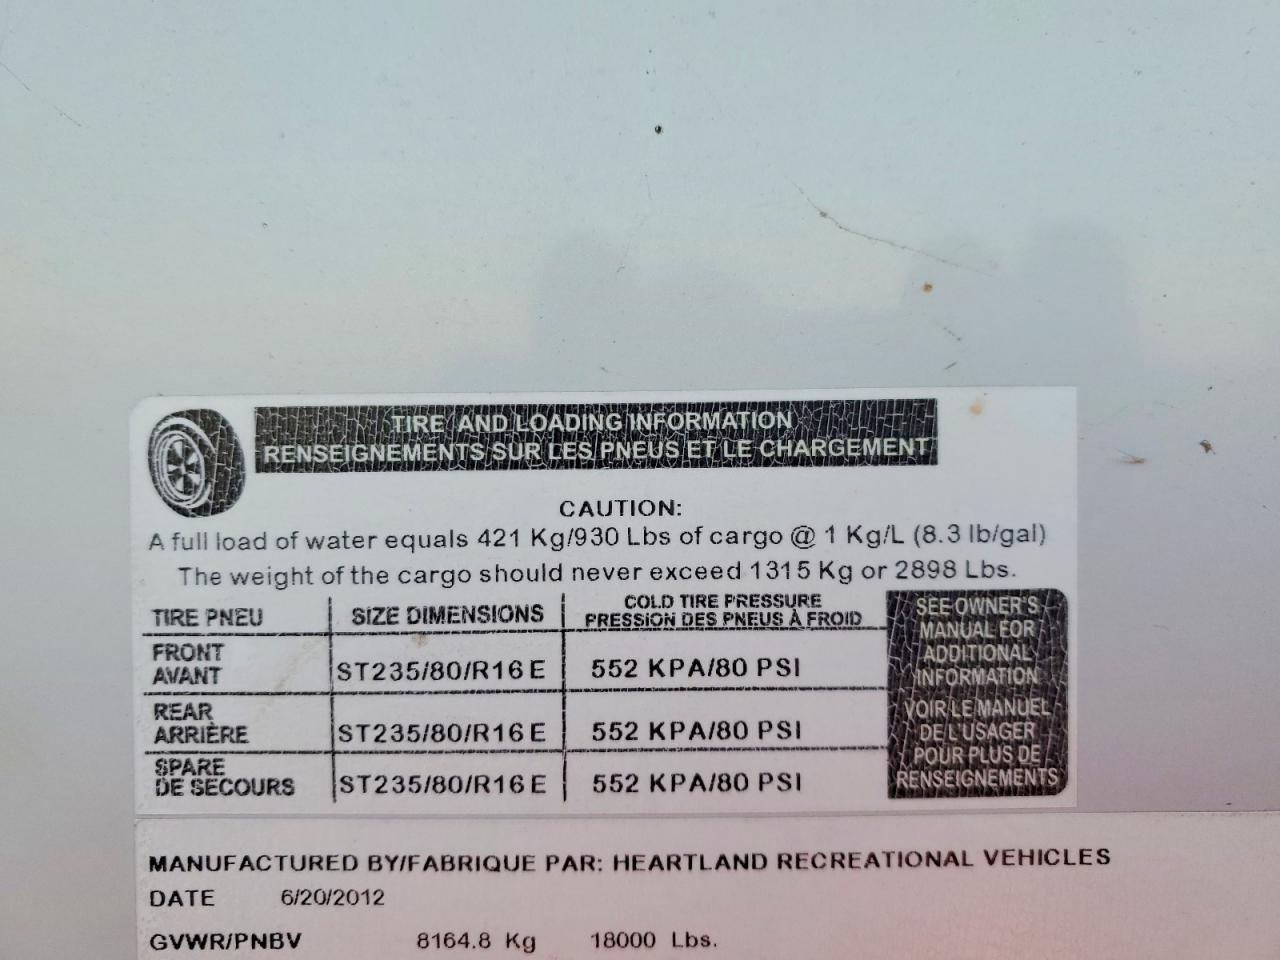 TIRE AND LOADING INFORMATION
RENSEIGNEMENTS SUR LES PNEUS ET LE CHARGEMENT
CAUTION:
A full load of water equals 421 Kg/930 Lbs of cargo @ 1 Kg/L (8.3 lb/gal)
The weight of the cargo should never exceed 1315 Kg or 2898 Lbs.
TIRE PNEU SIZE DIMENSIONS COLD TIRE PRESSURE
PRESSION DES PNEUS À FROID
FRONT
AVANT ST235/80/R16 E 552 KPA/80 PSI
REAR
ARRIÈRE ST235/80/R16 E 552 KPA/80 PSI
SPARE
DE SECOURS ST235/80/R16 E 552 KPA/80 PSI
SEE OWNER'S
MANUAL FOR
ADDITIONAL
INFORMATION
VOIR LE MANUEL
DE L'USAGER
POUR PLUS DE
RENSEIGNEMENTS
MANUFACTURED BY/FABRIQUE PAR: HEARTLAND RECREATIONAL VEHICLES
DATE 6/20/2012
GVWR/PNBV 8164.8 Kg 18000 Lbs.